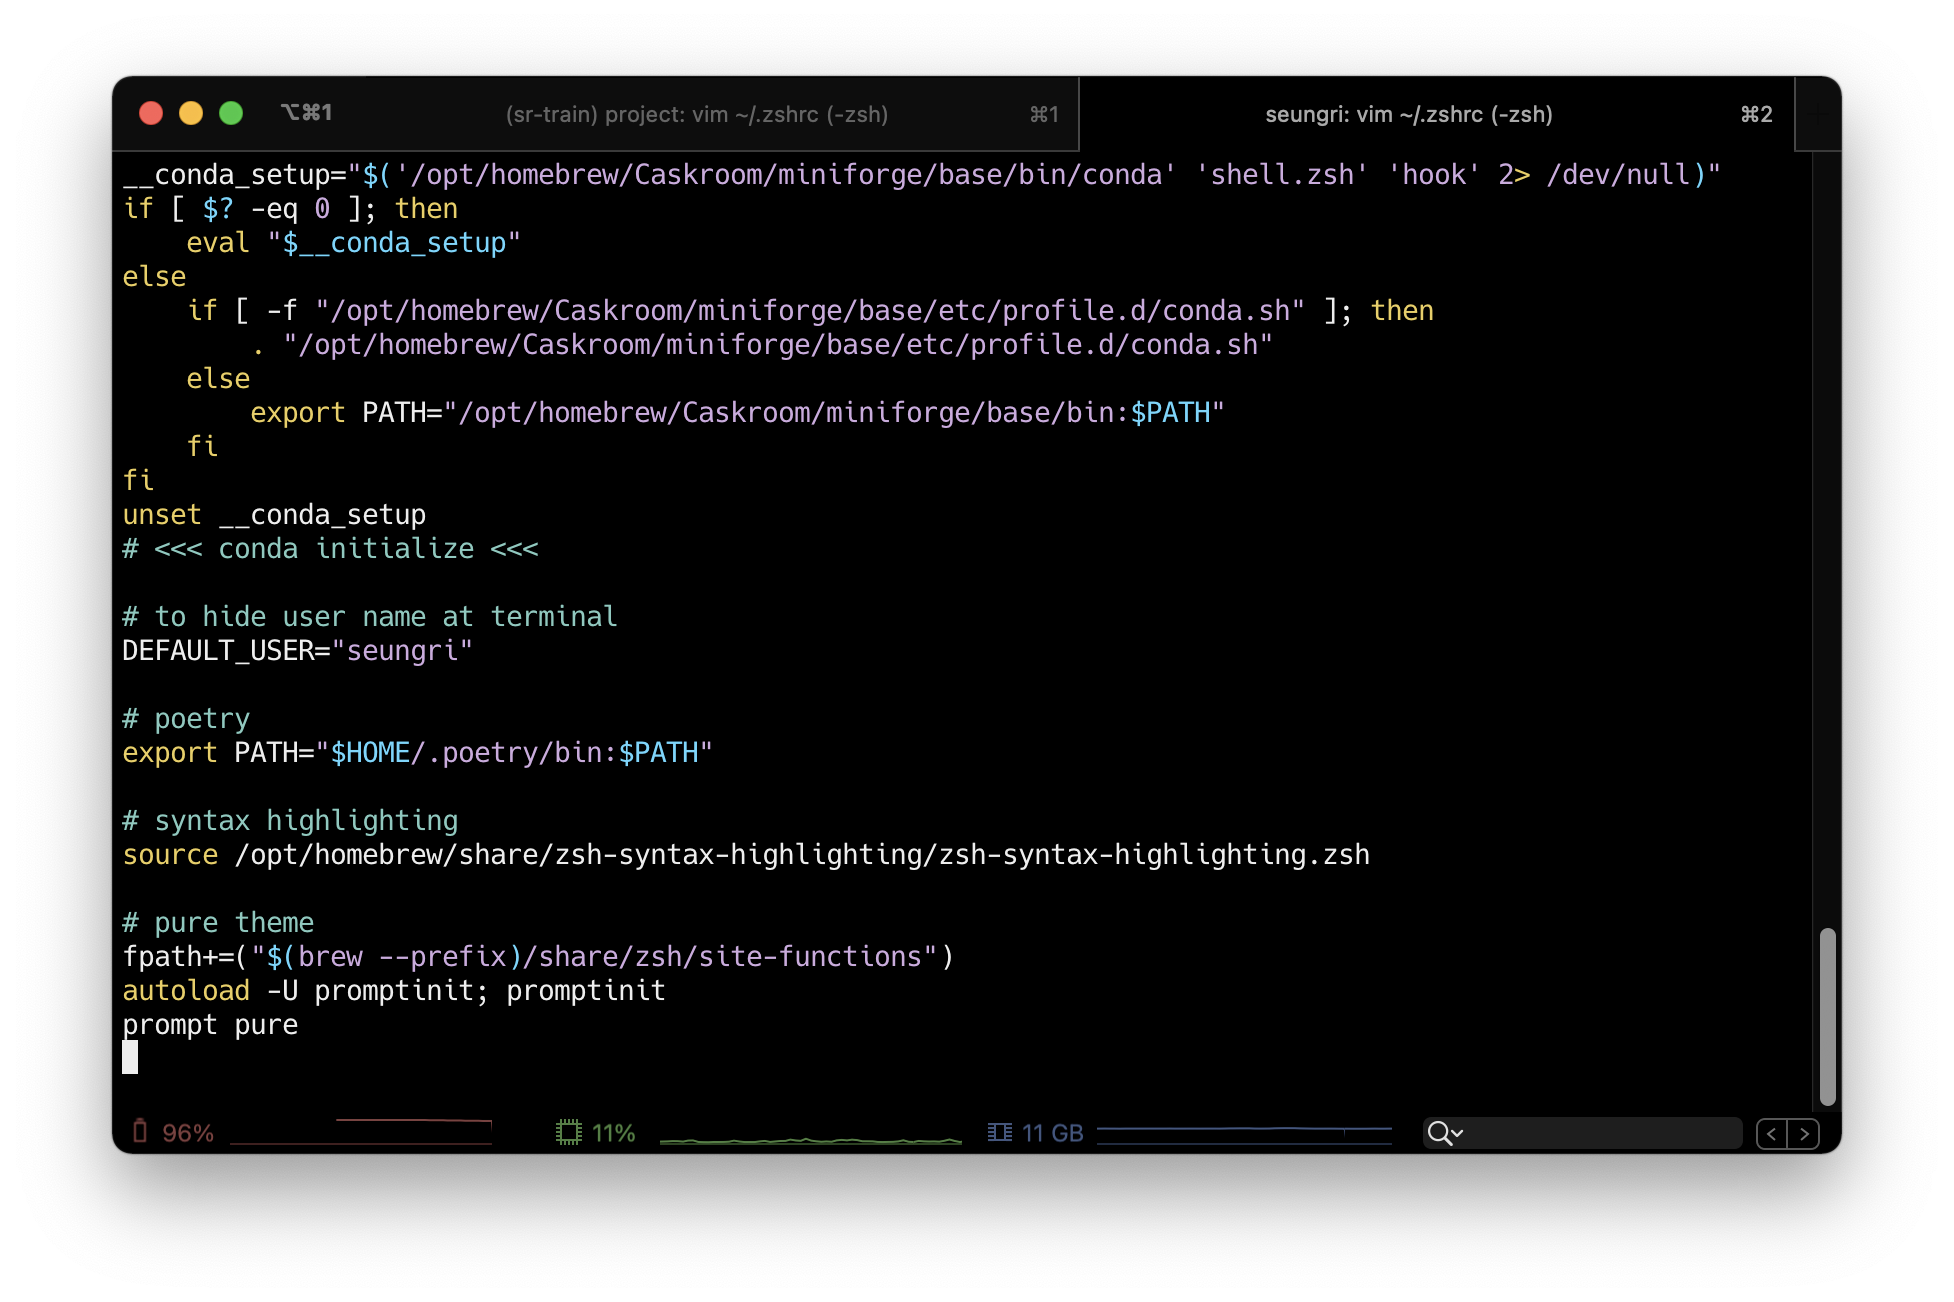 ⌥⌘1 (sr-train) project: vim ~/.zshrc (-zsh) ⌘1 seungri: vim ~/.zshrc (-zsh) ⌘2
__conda_setup="$('/opt/homebrew/Caskroom/miniforge/base/bin/conda' 'shell.zsh' 'hook' 2> /dev/null)"
if [ $? -eq 0 ]; then
    eval "$__conda_setup"
else
    if [ -f "/opt/homebrew/Caskroom/miniforge/base/etc/profile.d/conda.sh" ]; then
        . "/opt/homebrew/Caskroom/miniforge/base/etc/profile.d/conda.sh"
    else
        export PATH="/opt/homebrew/Caskroom/miniforge/base/bin:$PATH"
    fi
fi
unset __conda_setup
# <<< conda initialize <<<

# to hide user name at terminal
DEFAULT_USER="seungri"

# poetry
export PATH="$HOME/.poetry/bin:$PATH"

# syntax highlighting
source /opt/homebrew/share/zsh-syntax-highlighting/zsh-syntax-highlighting.zsh

# pure theme
fpath+=("$(brew --prefix)/share/zsh/site-functions")
autoload -U promptinit; promptinit
prompt pure
96% 11% 11 GB